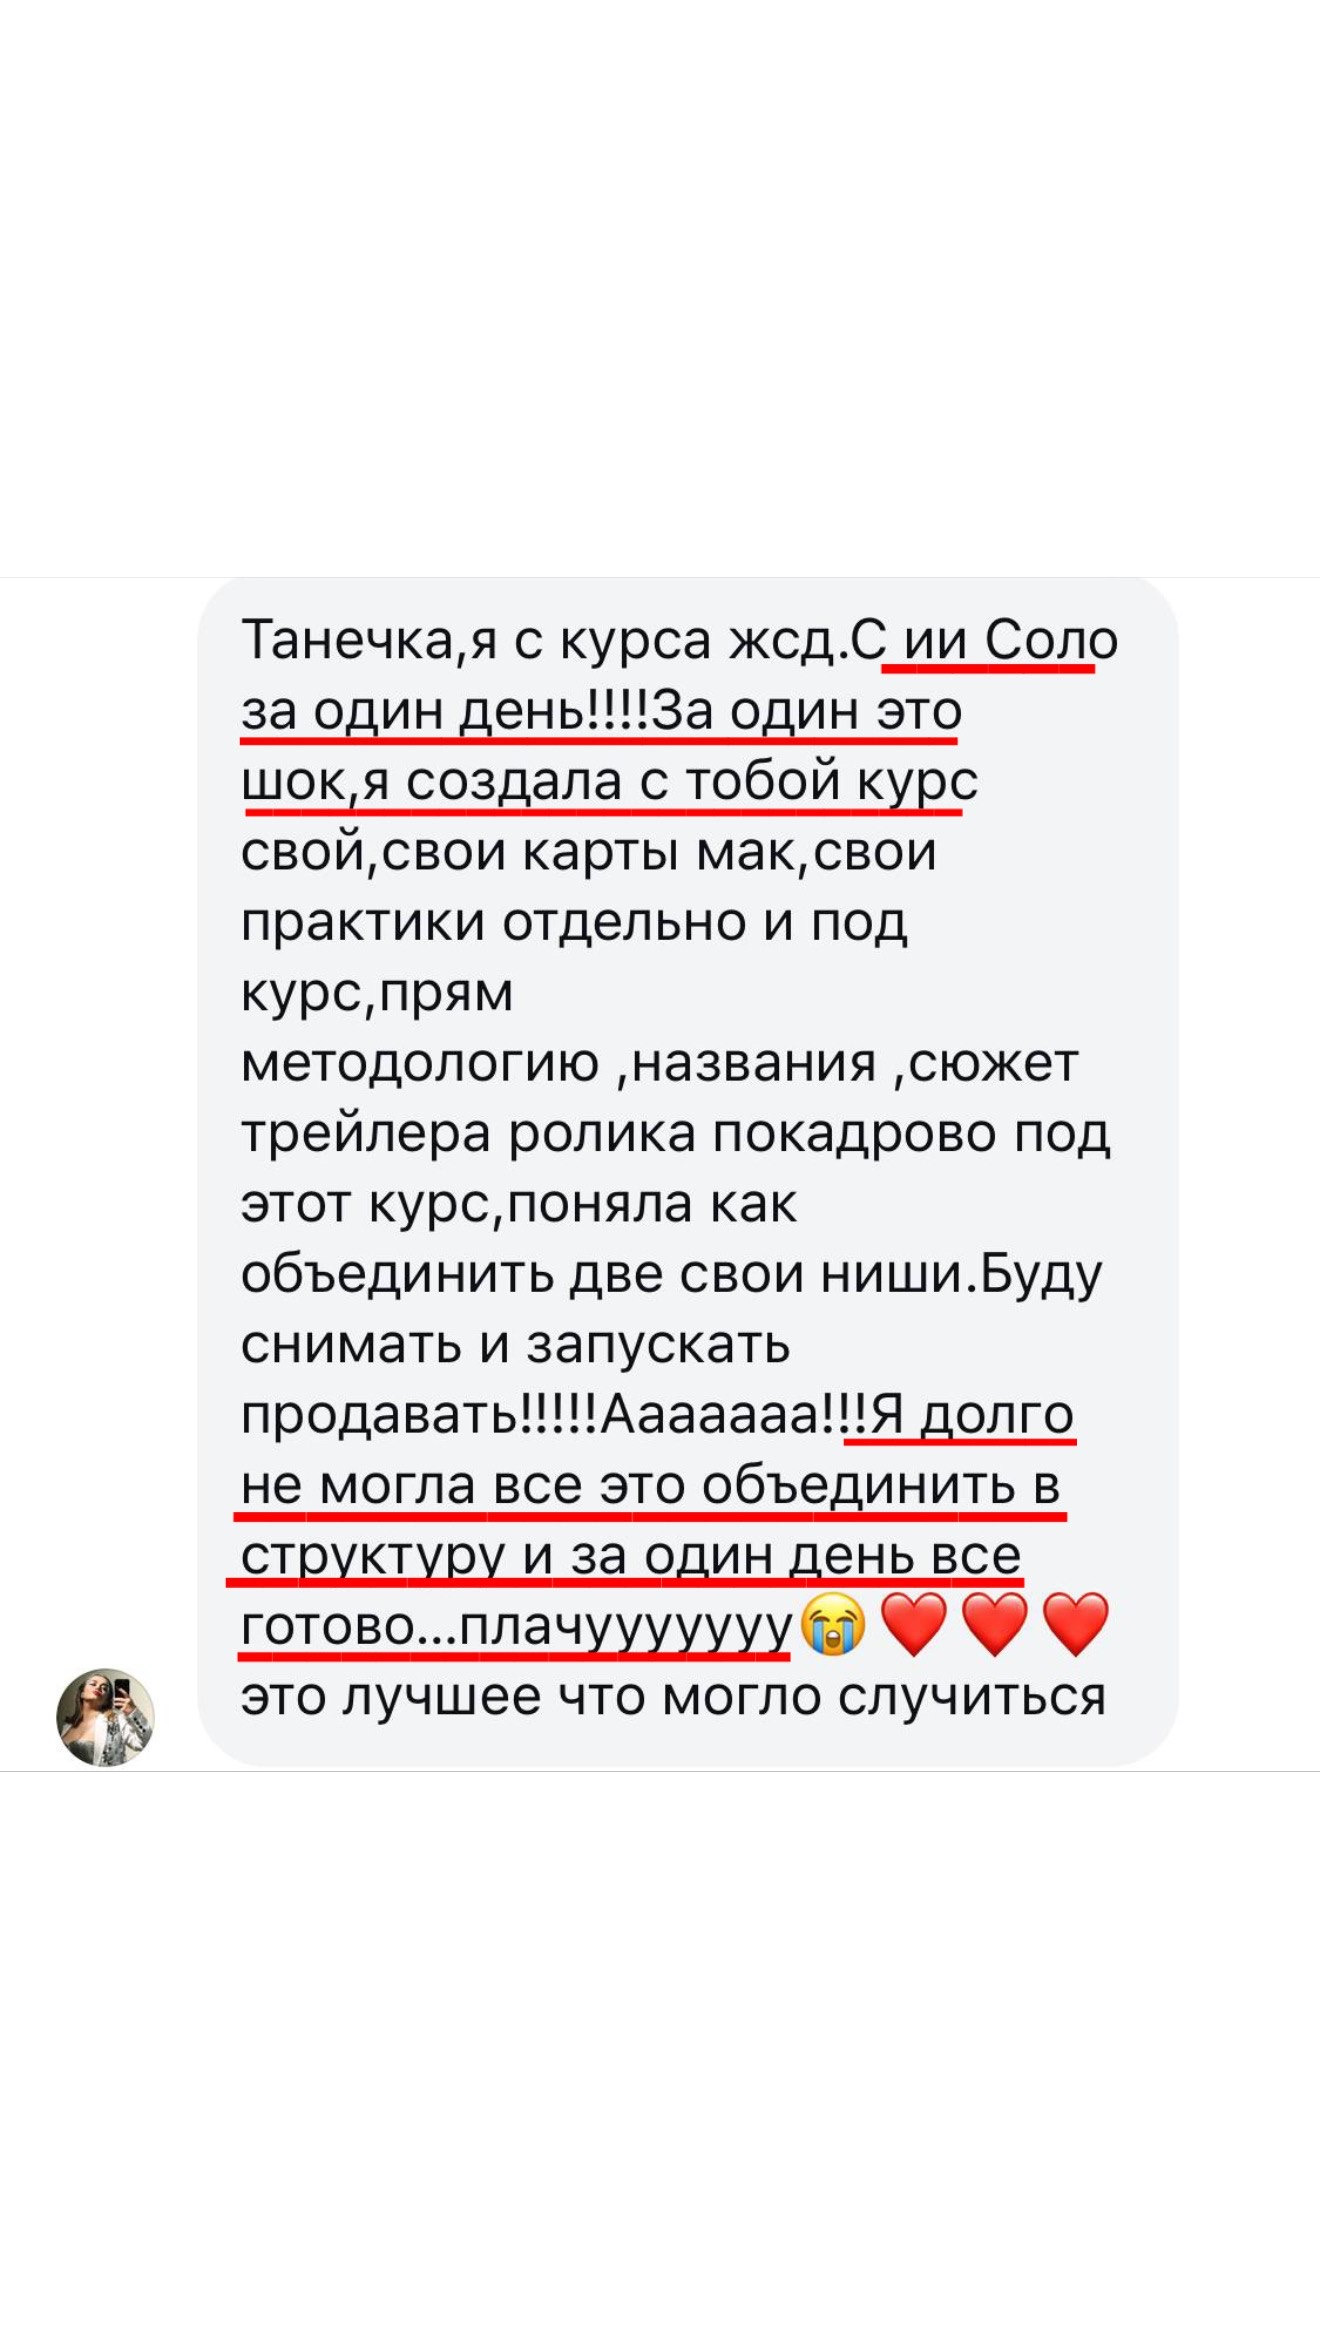 Танечка,я с курса жсд.С ии Соло
за один день!!!!За один это
шок,я создала с тобой курс
свой,свои карты мак,свои
практики отдельно и под
курс,прям
методологию ,названия ,сюжет
трейлера ролика покадрово под
этот курс,поняла как
объединить две свои ниши.Буду
снимать и запускать
продавать!!!!!Ааааааа!!!Я долго
не могла все это объединить в
структуру и за один день все
готово...плачууууууу😭❤️❤️❤️
это лучшее что могло случиться